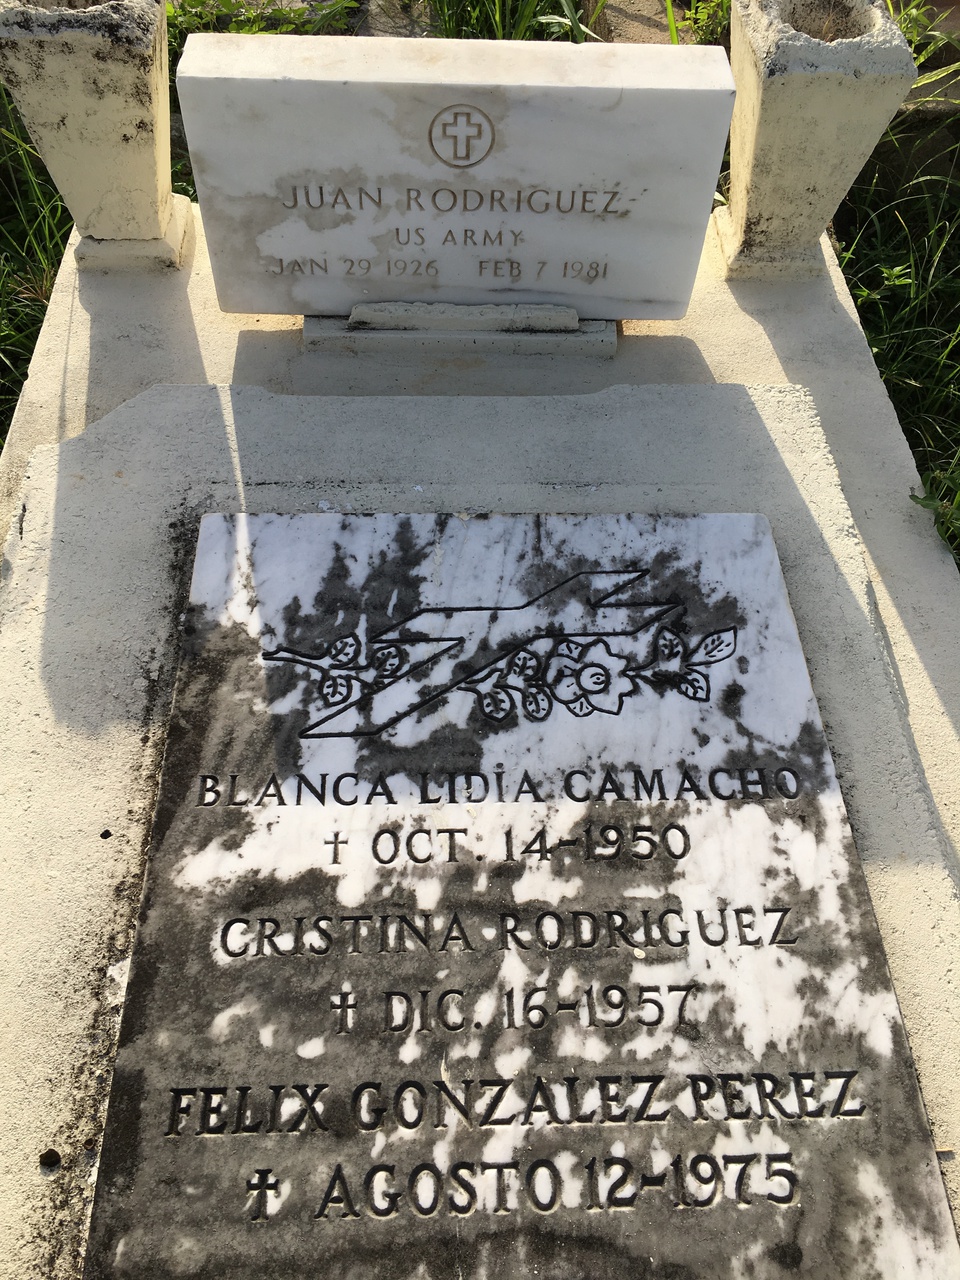 JUAN RODRIGUEZ
US ARMY
JAN 29 1926 FEB 7 1981
BLANCA LIDIA CAMACHO
† OCT. 14-1950
CRISTINA RODRIGUEZ
† DIC. 16-1957
FELIX GONZALEZ PEREZ
† AGOSTO 12-1975